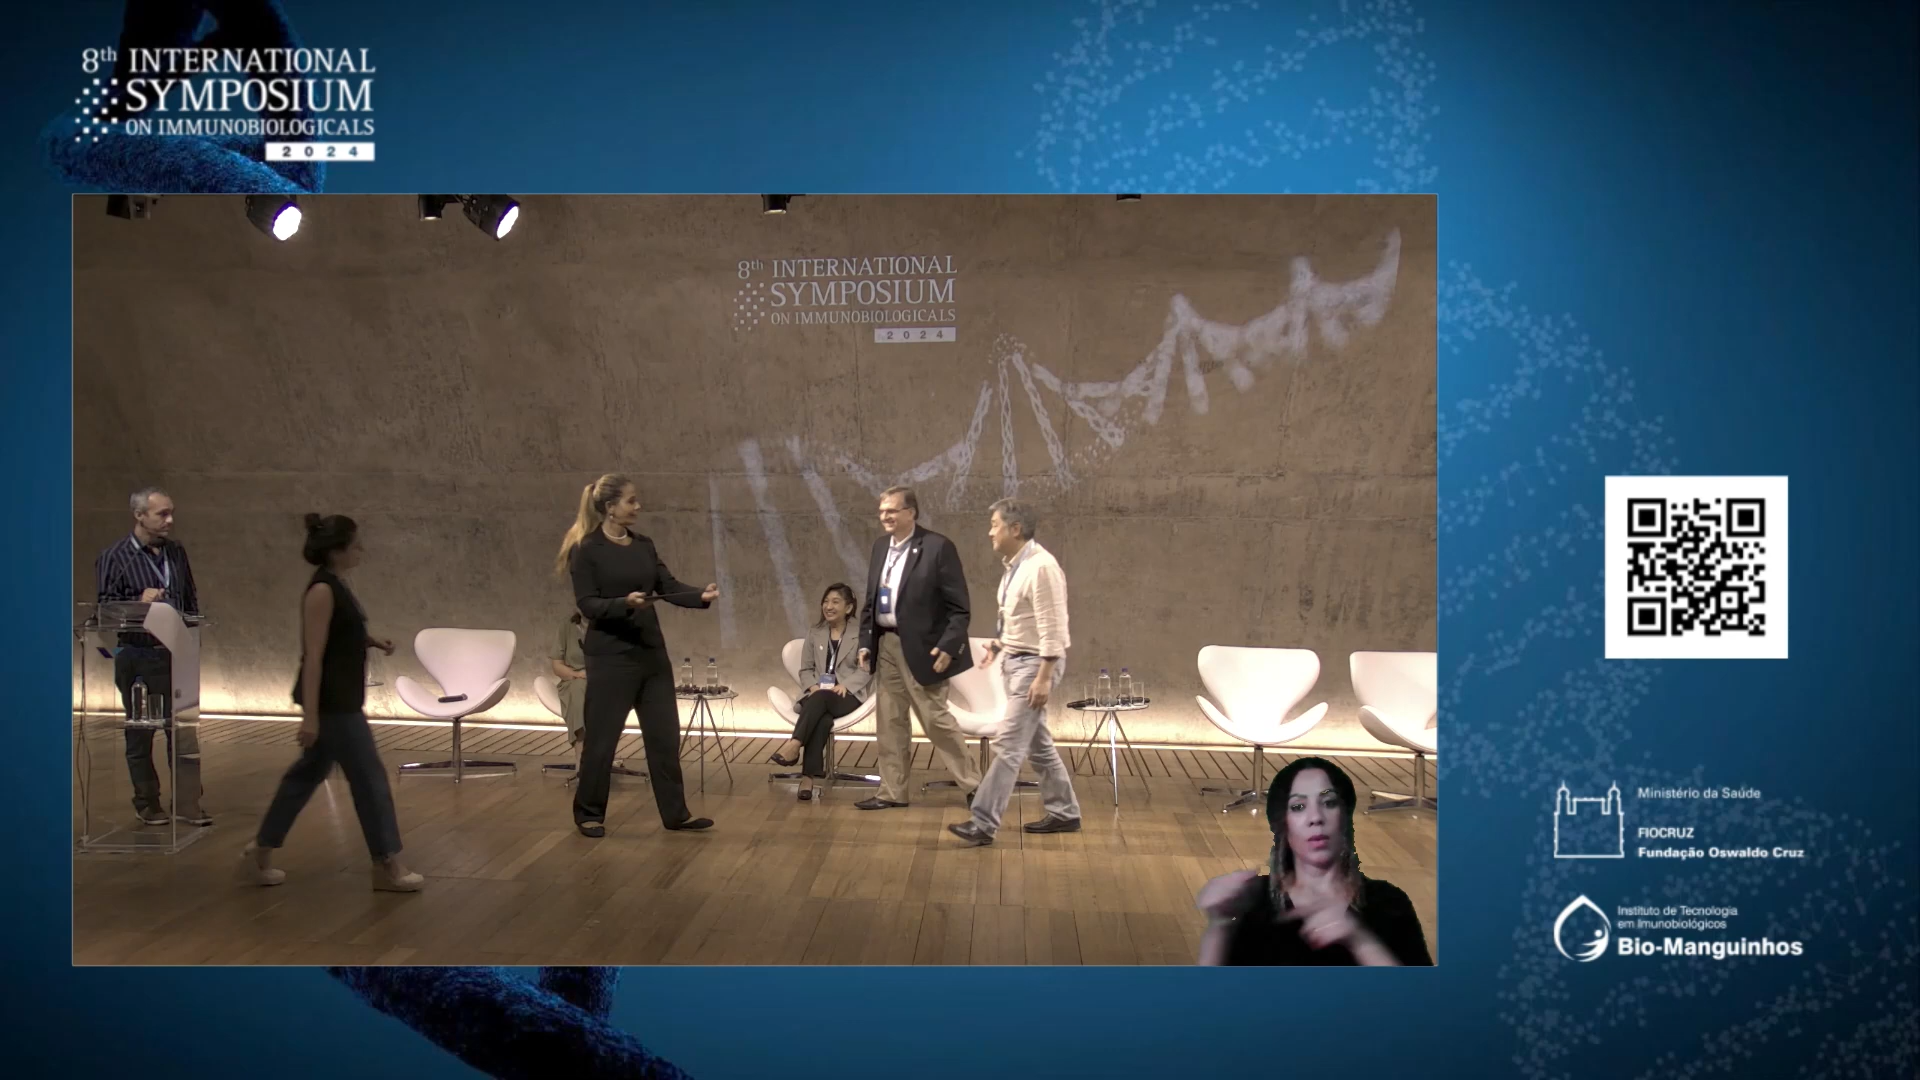 8th INTERNATIONAL
SYMPOSIUM
ON IMMUNOBIOLOGICALS
2024
8th INTERNATIONAL
SYMPOSIUM
ON IMMUNOBIOLOGICALS
2024
Ministério da Saúde
FIOCRUZ
Fundação Oswaldo Cruz
Instituto de Tecnologia
em Imunobiológicos
Bio-Manguinhos